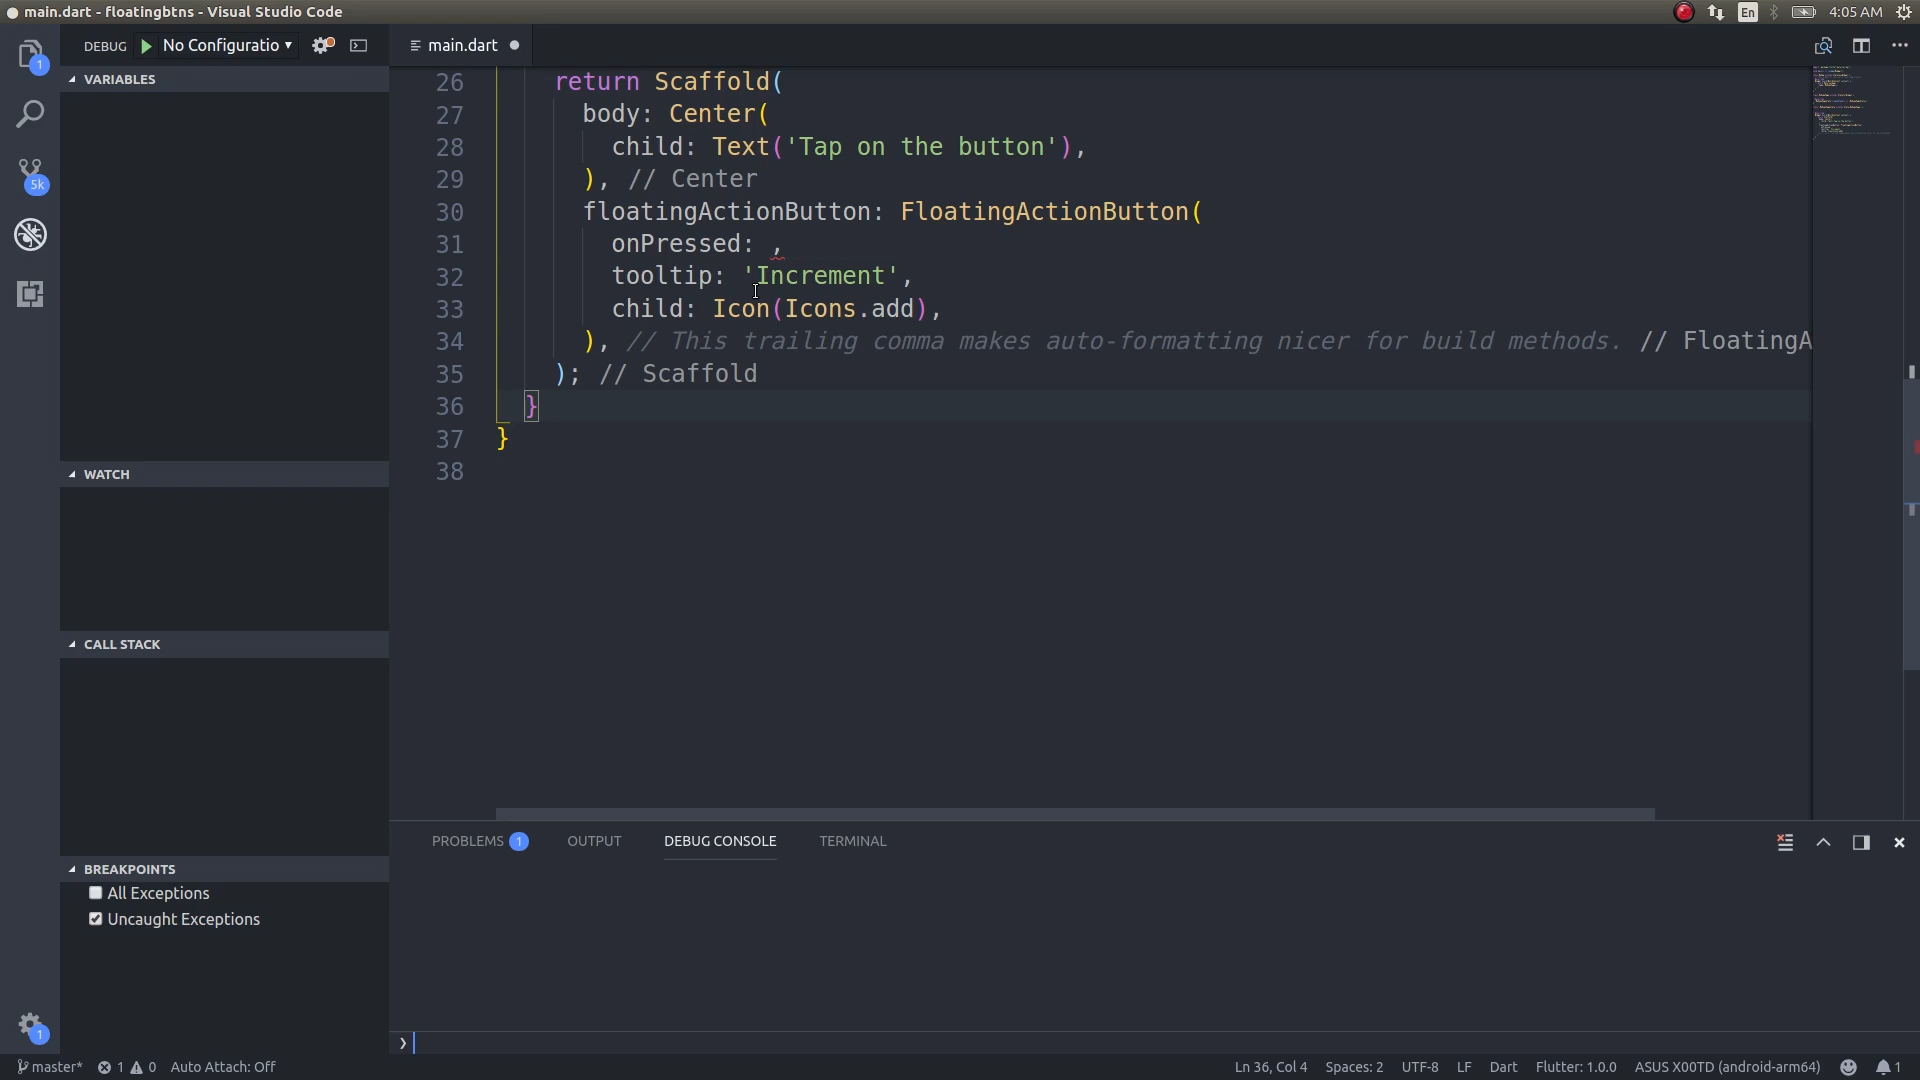 main.dart - floatingbtns - Visual Studio Code
En
4:05 AM
DEBUG
No Configuratio
main.dart
1
5k
VARIABLES
WATCH
CALL STACK
BREAKPOINTS
All Exceptions
Uncaught Exceptions
26 return Scaffold(
27 body: Center(
28 child: Text('Tap on the button'),
29 ), // Center
30 floatingActionButton: FloatingActionButton(
31 onPressed: ,
32 tooltip: 'Increment',
33 child: Icon(Icons.add),
34 ), // This trailing comma makes auto-formatting nicer for build methods. // FloatingA
35 ); // Scaffold
36 }
37 }
38
PROBLEMS 1 OUTPUT DEBUG CONSOLE TERMINAL
❯
1
master* 1 0 Auto Attach: Off
Ln 36, Col 4 Spaces: 2 UTF-8 LF Dart Flutter: 1.0.0 ASUS X00TD (android-arm64) 1